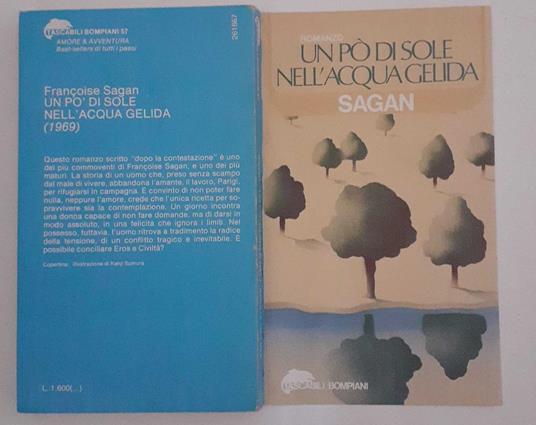 TASCABILI BOMPIANI 57
AMORE & AVVENTURA
Best-sellers di tutti i paesi
261667
Françoise Sagan
UN PO' DI SOLE
NELL'ACQUA GELIDA
(1969)
Questo romanzo scritto "dopo la contestazione" è uno
dei più commoventi di Françoise Sagan, e uno dei più
maturi. La storia di un uomo che, preso senza scampo
dal male di vivere, abbandona l'amante, il lavoro, Parigi,
per rifugiarsi in campagna. È convinto di non poter fare
nulla, neppure l'amore, crede che l'unica ricetta per so-
pravvivere sia la contemplazione. Un giorno incontra
una donna capace di non fare domande, ma di darsi in
modo assoluto, in una felicità che ignora i limiti. Nel
possesso, tuttavia, l'uomo ritrova a tradimento la radice
della tensione, di un conflitto tragico e inevitabile. È
possibile conciliare Eros e Civiltà?
Copertina: illustrazione di Kenji Sumura
L. 1.600(...)
ROMANZO
UN PÒ DI SOLE
NELL'ACQUA GELIDA
SAGAN
TASCABILI BOMPIANI